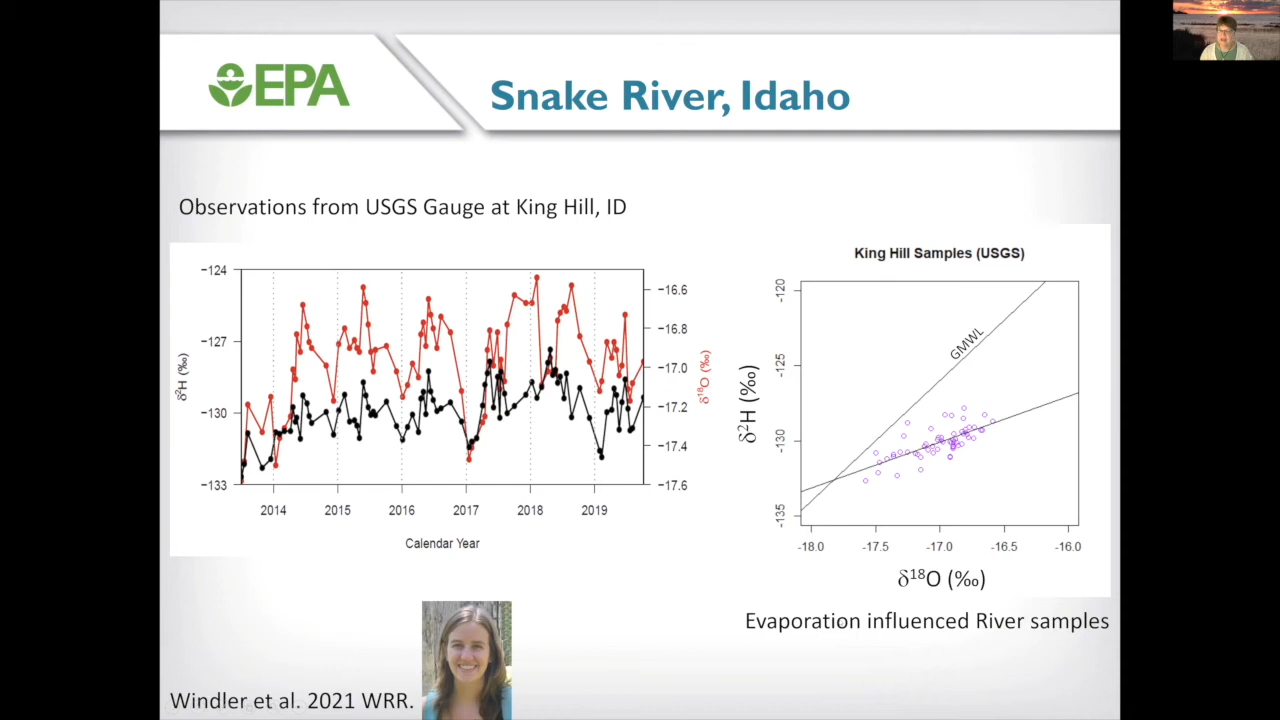 EPA
Snake River, Idaho
Observations from USGS Gauge at King Hill, ID
−124
−127
−130
−133
δ²H (‰)
−16.6
−16.8
−17.0
−17.2
−17.4
−17.6
δ¹⁸O (‰)
2014 2015 2016 2017 2018 2019
Calendar Year
King Hill Samples (USGS)
-120
-125
-130
-135
δ²H (‰)
GMWL
-18.0 -17.5 -17.0 -16.5 -16.0
δ¹⁸O (‰)
Evaporation influenced River samples
Windler et al. 2021 WRR.